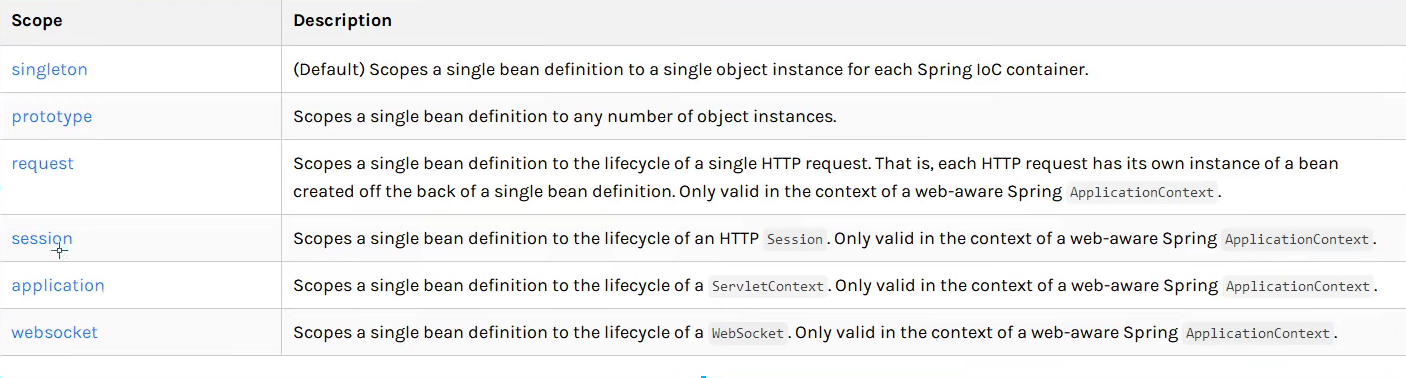 Scope Description
singleton (Default) Scopes a single bean definition to a single object instance for each Spring IoC container.
prototype Scopes a single bean definition to any number of object instances.
request Scopes a single bean definition to the lifecycle of a single HTTP request. That is, each HTTP request has its own instance of a bean
created off the back of a single bean definition. Only valid in the context of a web-aware Spring ApplicationContext.
session Scopes a single bean definition to the lifecycle of an HTTP Session. Only valid in the context of a web-aware Spring ApplicationContext.
application Scopes a single bean definition to the lifecycle of a ServletContext. Only valid in the context of a web-aware Spring ApplicationContext.
websocket Scopes a single bean definition to the lifecycle of a WebSocket. Only valid in the context of a web-aware Spring ApplicationContext.